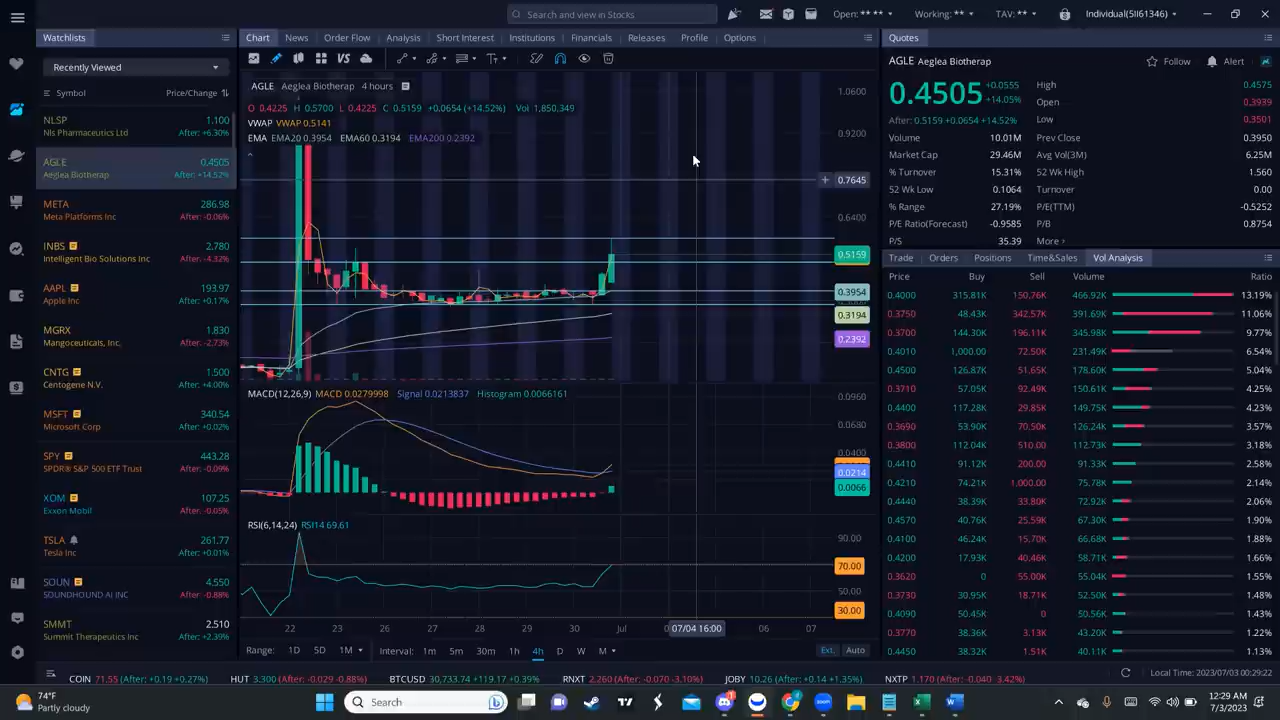 Search and view in Stocks
Open: ** **
Working: ** **
TAV: ** **
Individual(5II61346)
Watchlists
Recently Viewed
Symbol Price/Change
NLSP 1.100
Nls Pharmaceutics Ltd After: +6.30%
AGLE 0.4505
Aeglea Biotherap After: +14.52%
META 286.98
Meta Platforms Inc After: -0.06%
INBS 2.780
Intelligent Bio Solutions Inc After: -4.32%
AAPL 193.97
Apple Inc After: +0.17%
MGRX 1.830
Mangoceuticals, Inc. After: -2.73%
CNTG 1.500
Centogene N.V. After: +4.00%
MSFT 340.54
Microsoft Corp After: +0.02%
SPY 443.28
SPDR® S&P 500 ETF Trust After: -0.09%
XOM 107.25
Exxon Mobil After: -0.05%
TSLA 261.77
Tesla Inc After: +0.01%
SOUN 4.550
SOUNDHOUND AI INC After: -0.88%
SMMT 2.510
Summit Therapeutics Inc After: +2.39%
Chart News Order Flow Analysis Short Interest Institutions Financials Releases Profile Options
VS
AGLE Aeglea Biotherap 4 hours
O 0.4225 H 0.5700 L 0.4225 C 0.5159 +0.0654 (+14.52%) Vol 1,850,349
VWAP VWAP 0.5141
EMA EMA20 0.3954 EMA60 0.3194 EMA200 0.2392
1.0600
0.9200
0.7645
0.6400
0.5159
0.3954
0.3194
0.2392
MACD(12,26,9) MACD 0.0279998 Signal 0.0213837 Histogram 0.0066161
0.0960
0.0680
0.0400
0.0214
0.0066
RSI(6,14,24) RSI14 69.61
90.00
70.00
50.00
30.00
22 23 26 27 28 29 30 Jul 07/04 16:00 06 07
Range: 1D 5D 1M Interval: 1m 5m 30m 1h 4h D W M Ext. Auto
Quotes
AGLE Aeglea Biotherap Follow Alert
0.4505 +0.0555 +14.05%
After: 0.5159 +0.0654 +14.52%
High 0.4575
Open 0.3939
Low 0.3501
Volume 10.01M Prev Close 0.3950
Market Cap 29.46M Avg Vol(3M) 6.25M
% Turnover 15.31% 52 Wk High 1.560
52 Wk Low 0.1064 Turnover 0.00
% Range 27.19% P/E(TTM) -0.5252
P/E Ratio(Forecast) -0.9585 P/B 0.8754
P/S 35.39 More >
Trade Orders Positions Time&Sales Vol Analysis
Price Buy Sell Volume Ratio
0.4000 315.81K 150.76K 466.92K 13.19%
0.3750 48.43K 342.57K 391.69K 11.06%
0.3700 144.30K 196.11K 345.98K 9.77%
0.4010 1,000.00 72.50K 231.49K 6.54%
0.4500 126.87K 51.65K 178.60K 5.04%
0.3710 57.05K 92.49K 150.61K 4.25%
0.4400 117.28K 29.85K 149.75K 4.23%
0.3690 53.90K 70.50K 126.24K 3.57%
0.3800 112.04K 510.00 112.73K 3.18%
0.4410 91.12K 200.00 91.33K 2.58%
0.4210 74.21K 1,000.00 75.78K 2.14%
0.4440 38.39K 33.80K 72.92K 2.06%
0.4570 40.76K 25.59K 67.30K 1.90%
0.4100 46.24K 15.70K 66.68K 1.88%
0.4200 17.93K 40.46K 58.71K 1.66%
0.3620 0 55.00K 55.04K 1.55%
0.3730 30.95K 18.71K 52.50K 1.48%
0.4090 50.45K 0 50.56K 1.43%
0.3770 38.36K 3.13K 43.20K 1.22%
0.4450 38.32K 1.51K 40.11K 1.13%
COIN 71.55 (After: +0.19 +0.27%) HUT 3.300 (After: -0.029 -0.88%) BTCUSD 30,733.74 +119.17 +0.39% RNXT 2.260 (After: -0.070 -3.10%) JOBY 10.26 (After: +0.14 +1.35%) NXTP 1.170 (After: -0.040 3.42%) Local Time: 2023/07/03 00:29:22
74°F
Partly cloudy
Search
12:29 AM
7/3/2023